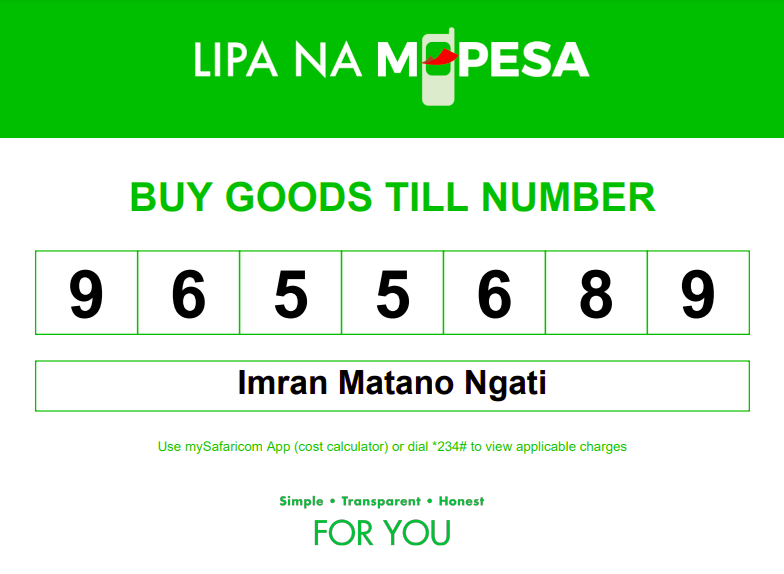 LIPA NA M-PESA
BUY GOODS TILL NUMBER
9 6 5 5 6 8 9
Imran Matano Ngati
Use mySafaricom App (cost calculator) or dial *234# to view applicable charges
Simple • Transparent • Honest
FOR YOU